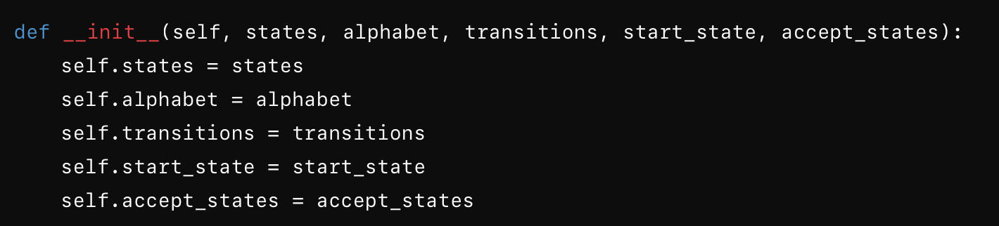 def __init__(self, states, alphabet, transitions, start_state, accept_states):
    self.states = states
    self.alphabet = alphabet
    self.transitions = transitions
    self.start_state = start_state
    self.accept_states = accept_states